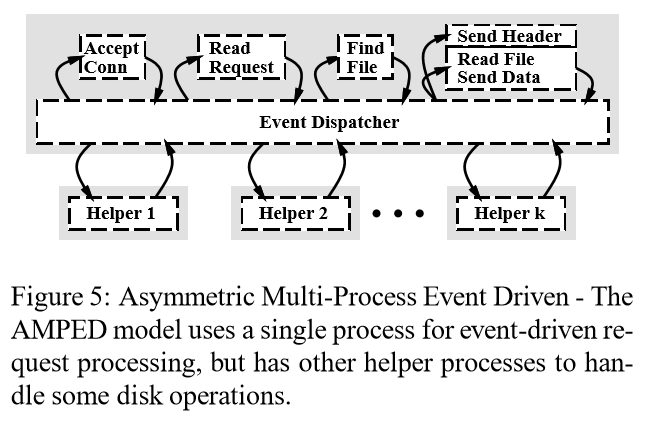 Accept
Conn
Read
Request
Find
File
Send Header
Read File
Send Data
Event Dispatcher
Helper 1
Helper 2
• • •
Helper k
Figure 5: Asymmetric Multi-Process Event Driven - The
AMPED model uses a single process for event-driven re-
quest processing, but has other helper processes to han-
dle some disk operations.